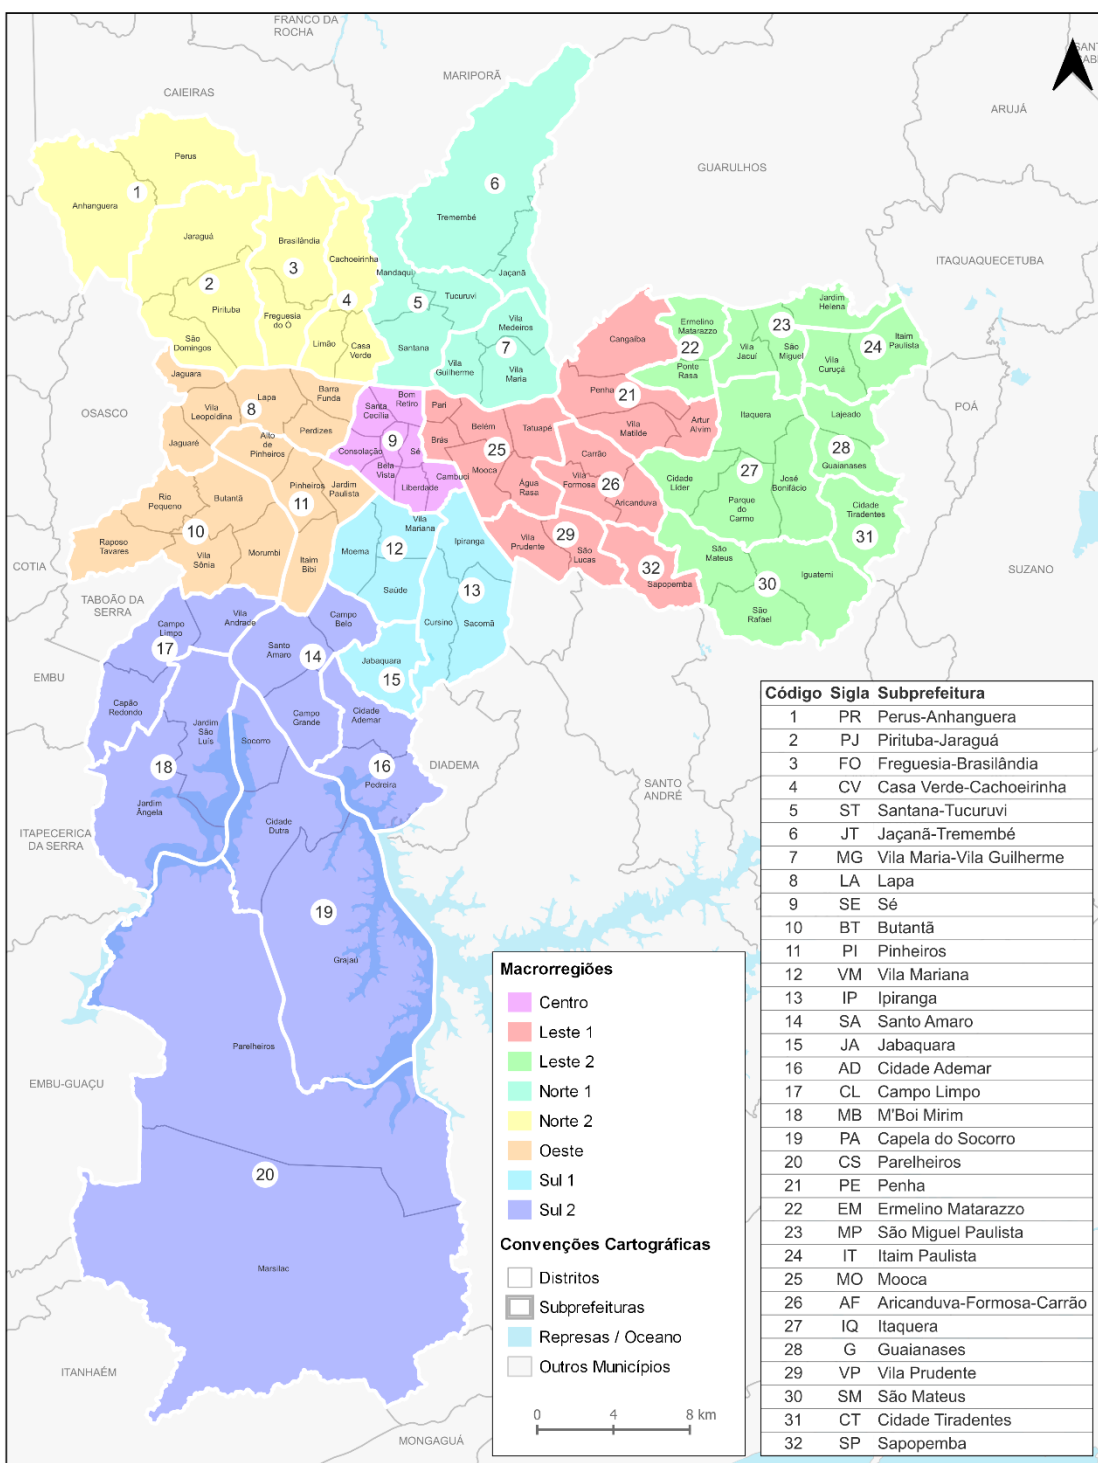 FRANCO DA
ROCHA
MARIPORÃ
CAIEIRAS
ARUJÁ
GUARULHOS
ITAQUAQUECETUBA
OSASCO
POÁ
COTIA
TABOÃO DA
SERRA
SUZANO
EMBU
DIADEMA
SANTO
ANDRÉ
ITAPECERICA
DA SERRA
EMBU-GUAÇU
ITANHAÉM
MONGAGUÁ
Perus
1
Anhanguera
Jaraguá
2
Pirituba
São
Domingos
Brasilândia
3
Freguesia
do Ó
Cachoeirinha
4
Limão
Casa
Verde
6
Tremembé
Jaçanã
Mandaqui
5
Tucuruvi
Santana
Vila
Medeiros
7
Vila
Guilherme
Vila
Maria
Jaguara
Lapa
8
Barra
Funda
Vila
Leopoldina
Perdizes
Jaguaré
Alto
de
Pinheiros
Pinheiros
Jardim
Paulista
11
Itaim
Bibi
Rio
Pequeno
Butantã
10
Raposo
Tavares
Vila
Sônia
Morumbi
Bom
Retiro
Santa
Cecília
9
Consolação
Sé
Bela
Vista
Cambuci
Liberdade
Pari
Brás
Belém
Tatuapé
25
Mooca
Água
Rasa
Cangaiba
Penha
21
Vila
Matilde
Artur
Alvim
Carrão
Vila
Formosa
26
Aricanduva
Vila
Prudente
29
São
Lucas
32
Sapopemba
Ermelino
Matarazzo
22
Ponte
Rasa
Jardim
Helena
23
Vila
Jacuí
São
Miguel
24
Itaim
Paulista
Vila
Curuçá
Itaquera
27
Cidade
Líder
José
Bonifácio
Parque
do
Carmo
Lajeado
28
Guaianases
Cidade
Tiradentes
31
São
Mateus
30
Iguatemi
São
Rafael
Vila
Mariana
Moema
12
Saúde
Ipiranga
13
Cursino
Sacomã
Jabaquara
15
Campo
Limpo
17
Vila
Andrade
Capão
Redondo
Campo
Belo
Santo
Amaro
14
Campo
Grande
Cidade
Ademar
16
Pedreira
Jardim
São
Luís
18
Jardim
Ângela
Socorro
Cidade
Dutra
19
Grajaú
Parelheiros
20
Marsilac
Macrorregiões
Centro
Leste 1
Leste 2
Norte 1
Norte 2
Oeste
Sul 1
Sul 2
Convenções Cartográficas
Distritos
Subprefeituras
Represas / Oceano
Outros Municípios
0 4 8 km
Código Sigla Subprefeitura
1 PR Perus-Anhanguera
2 PJ Pirituba-Jaraguá
3 FO Freguesia-Brasilândia
4 CV Casa Verde-Cachoeirinha
5 ST Santana-Tucuruvi
6 JT Jaçanã-Tremembé
7 MG Vila Maria-Vila Guilherme
8 LA Lapa
9 SE Sé
10 BT Butantã
11 PI Pinheiros
12 VM Vila Mariana
13 IP Ipiranga
14 SA Santo Amaro
15 JA Jabaquara
16 AD Cidade Ademar
17 CL Campo Limpo
18 MB M'Boi Mirim
19 PA Capela do Socorro
20 CS Parelheiros
21 PE Penha
22 EM Ermelino Matarazzo
23 MP São Miguel Paulista
24 IT Itaim Paulista
25 MO Mooca
26 AF Aricanduva-Formosa-Carrão
27 IQ Itaquera
28 G Guaianases
29 VP Vila Prudente
30 SM São Mateus
31 CT Cidade Tiradentes
32 SP Sapopemba